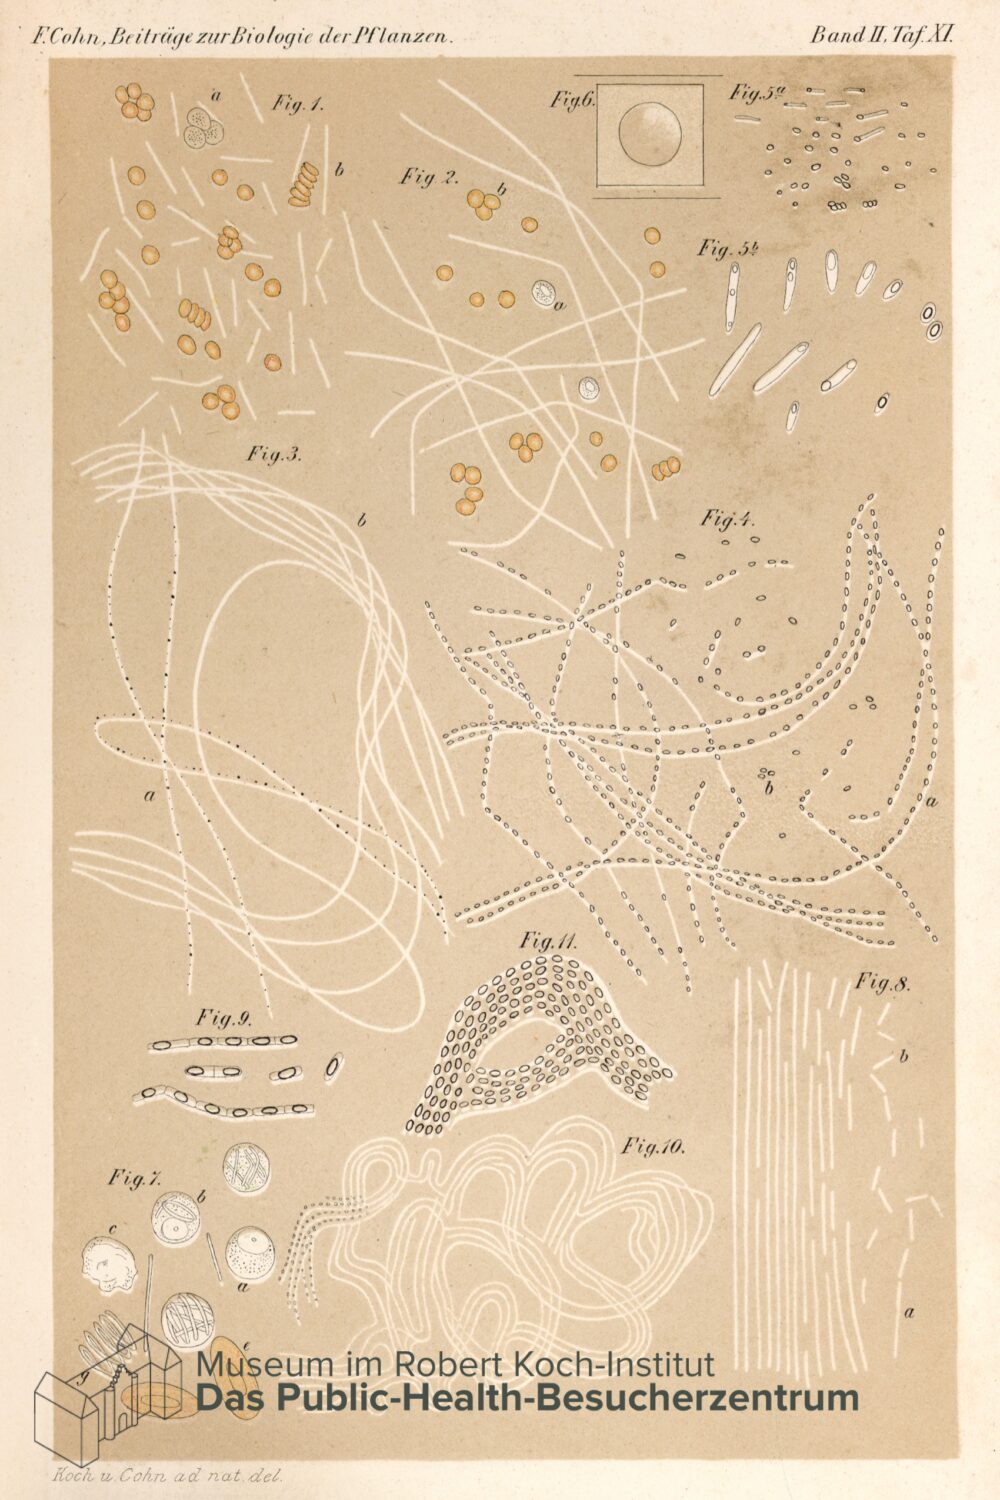 F. Cohn, Beiträge zur Biologie der Pflanzen.
Band II, Taf. XI.
a
Fig. 1.
b
Fig. 2.
b
a
Fig6.
Fig. 5a
Fig. 5b
Fig. 3.
b
a
Fig. 4.
b
a
Fig. 11.
Fig. 8.
b
a
Fig. 9.
Fig. 10.
Fig. 7.
b
c
a
e
g
Museum im Robert Koch-Institut
Das Public-Health-Besucherzentrum
Koch u. Cohn ad nat. del.